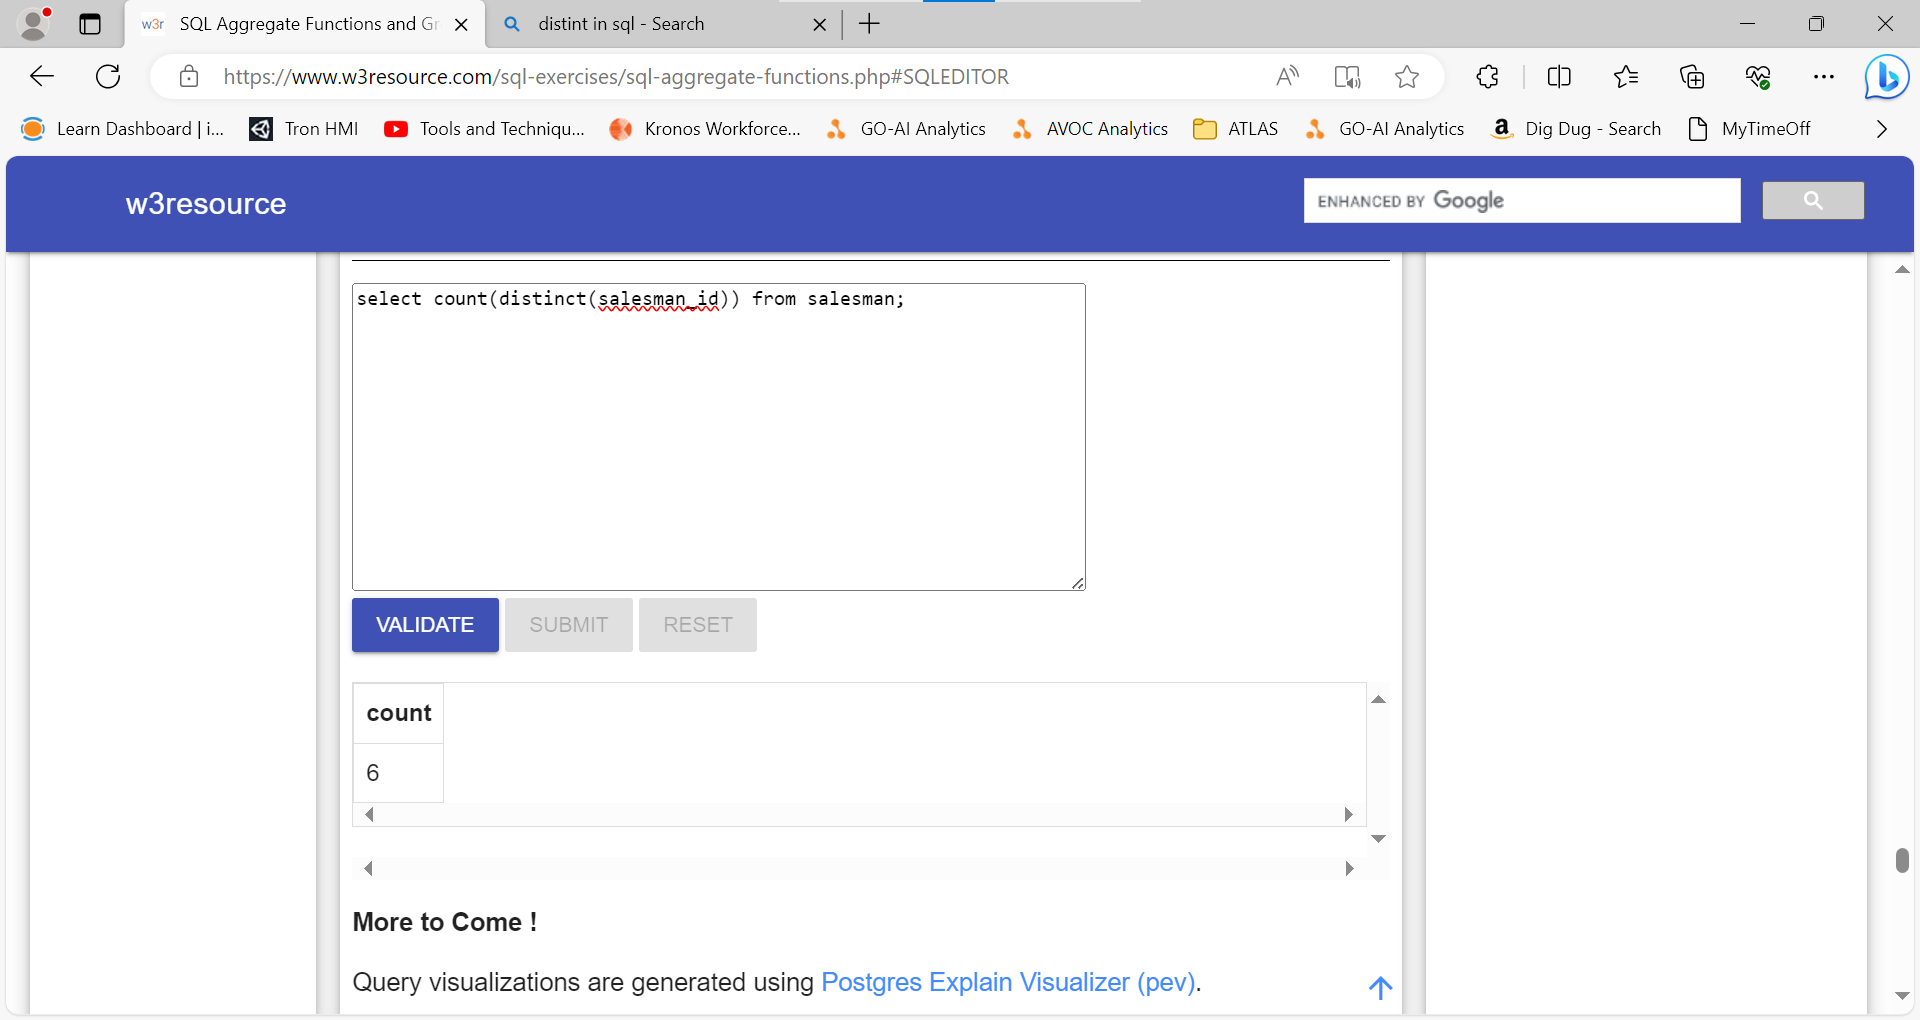 w3r SQL Aggregate Functions and Gr
distint in sql - Search
https://www.w3resource.com/sql-exercises/sql-aggregate-functions.php#SQLEDITOR
Learn Dashboard | i... Tron HMI Tools and Techniqu... Kronos Workforce... GO-AI Analytics AVOC Analytics ATLAS GO-AI Analytics Dig Dug - Search MyTimeOff
w3resource
ENHANCED BY Google
select count(distinct(salesman_id)) from salesman;
VALIDATE SUBMIT RESET
count
6
More to Come !
Query visualizations are generated using Postgres Explain Visualizer (pev).